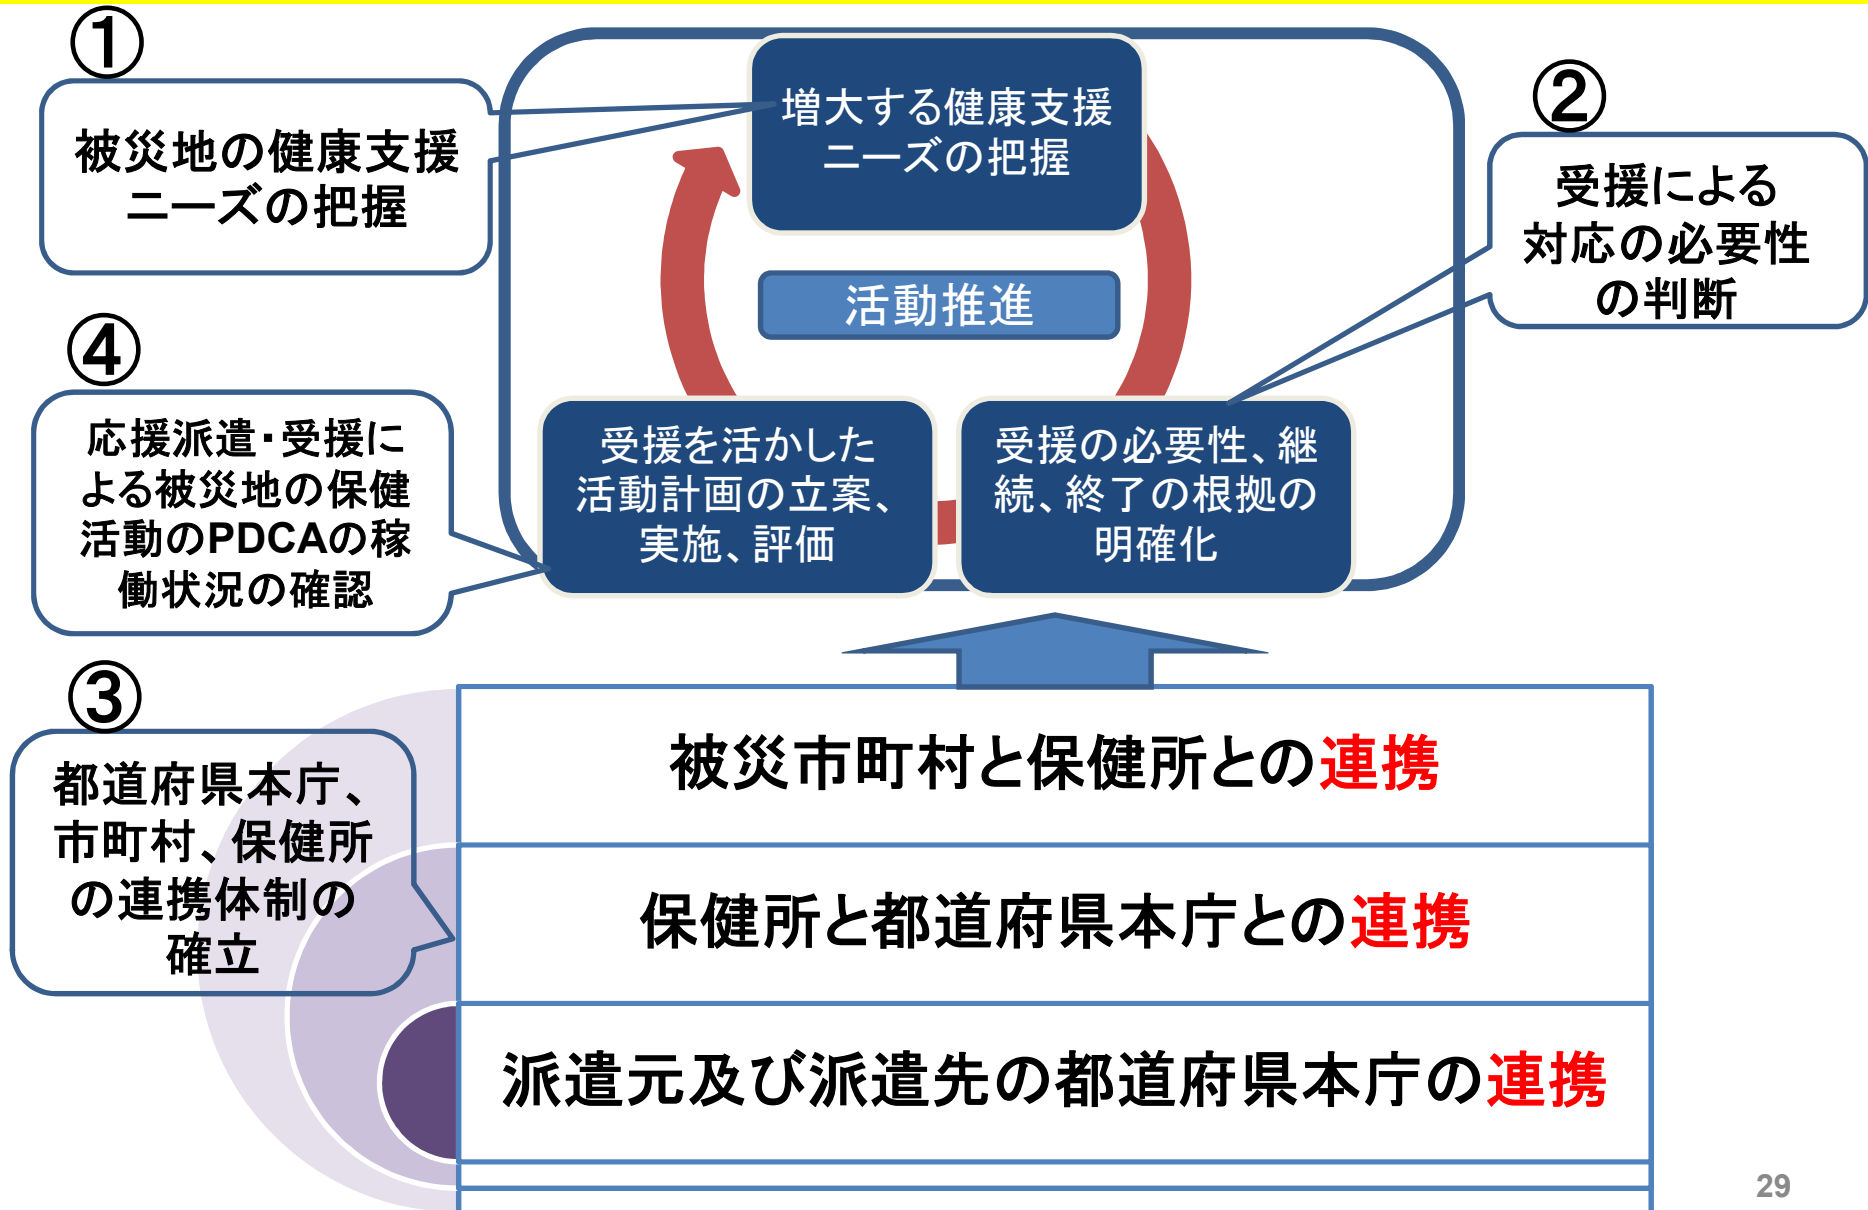 ①
被災地の健康支援
ニーズの把握
増大する健康支援
ニーズの把握
②
受援による
対応の必要性
の判断
活動推進
④
応援派遣・受援に
よる被災地の保健
活動のPDCAの稼
働状況の確認
受援を活かした
活動計画の立案、
実施、評価
受援の必要性、継
続、終了の根拠の
明確化
③
都道府県本庁、
市町村、保健所
の連携体制の
確立
被災市町村と保健所との連携
保健所と都道府県本庁との連携
派遣元及び派遣先の都道府県本庁の連携
29